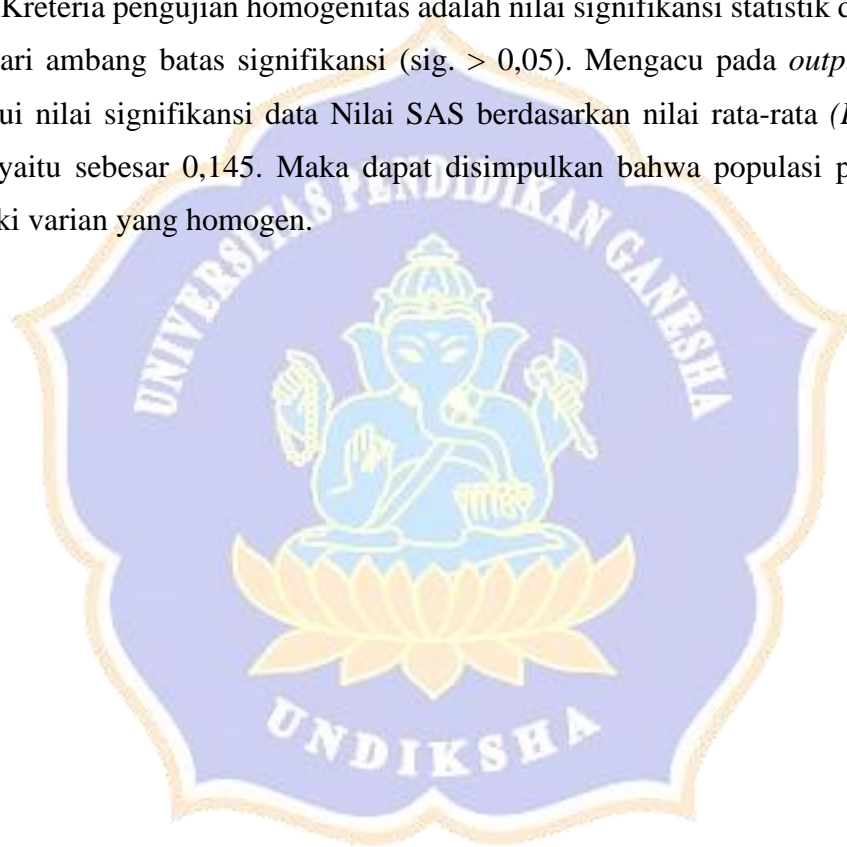 Kreteria pengujian homogenitas adalah nilai signifikansi statistik
ari ambang batas signifikansi (sig. > 0,05). Mengacu pada
ui nilai signifikansi data Nilai SAS berdasarkan nilai rata-rata
yaitu sebesar 0,145. Maka dapat disimpulkan bahwa populasi
ki varian yang homogen.
UNIVERSITAS PENDIDIKAN GANESHA
UNDIKSHA